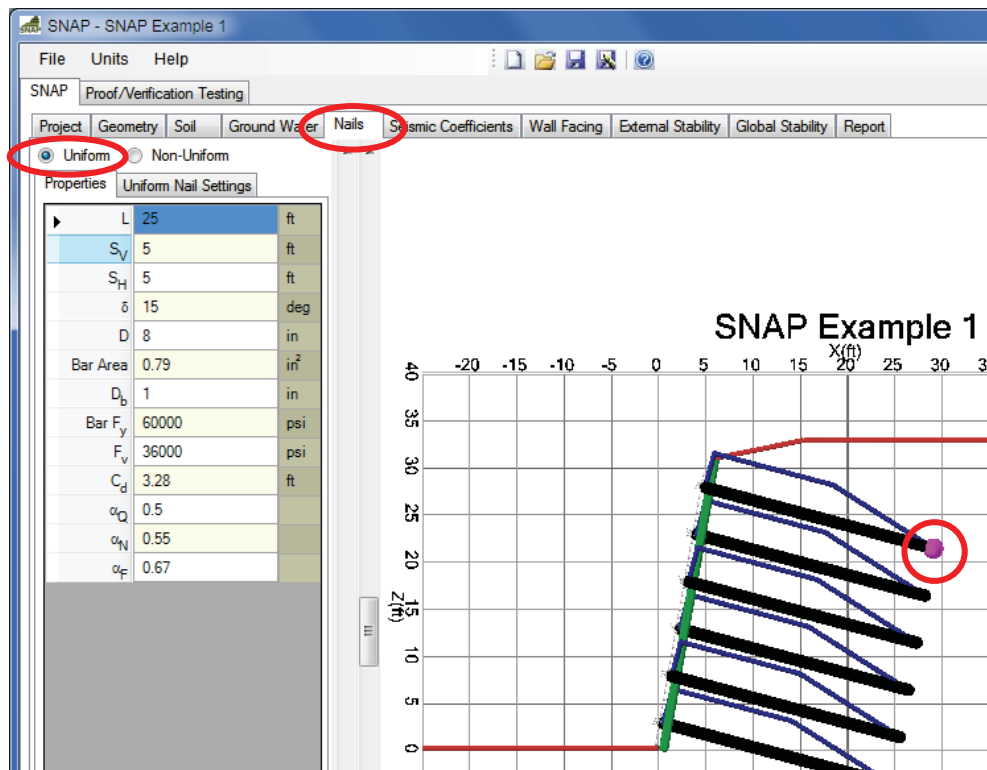 SNAP - SNAP Example 1
File Units Help
SNAP Proof/Verification Testing
Project Geometry Soil Ground Water Nails Seismic Coefficients Wall Facing External Stability Global Stability Report
Uniform Non-Uniform
Properties Uniform Nail Settings
L 25 ft
SV 5 ft
SH 5 ft
δ 15 deg
D 8 in
Bar Area 0.79 in²
Db 1 in
Bar Fy 60000 psi
Fv 36000 psi
Cd 3.28 ft
αQ 0.5
αN 0.55
αF 0.67
SNAP Example 1
X(ft)
-20 -15 -10 -5 0 5 10 15 20 25 30
40
35
30
25
20
15
10
5
0
Z(ft)